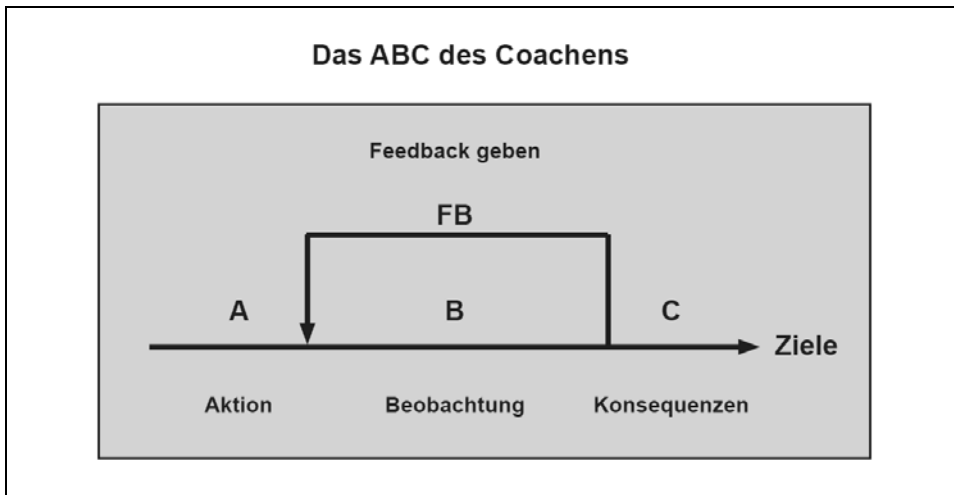 Das ABC des Coachens
Feedback geben
FB
A B C
Ziele
Aktion Beobachtung Konsequenzen